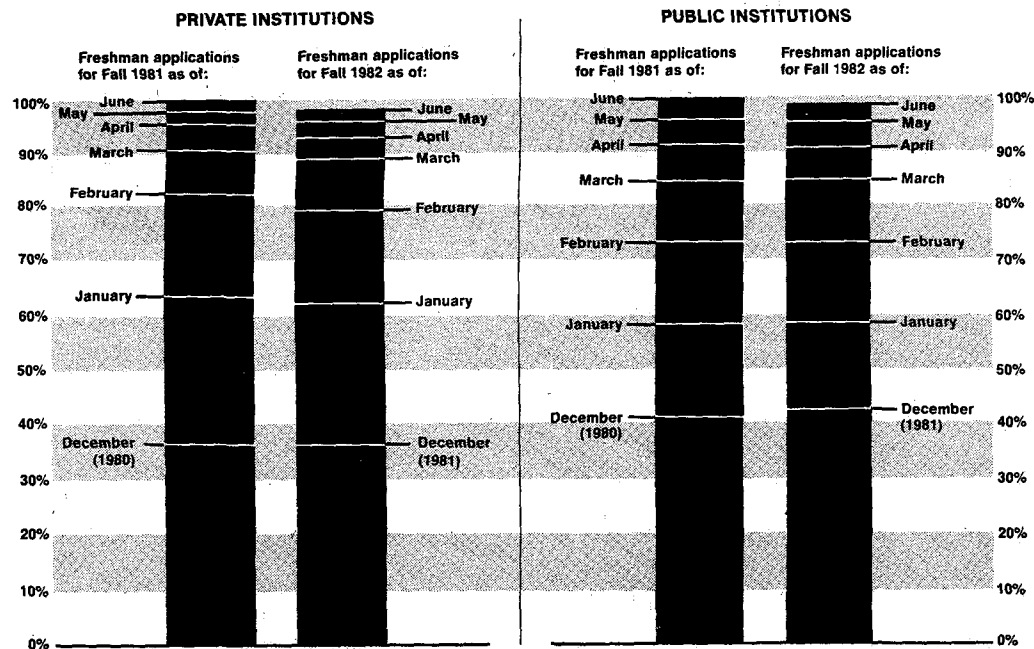 PRIVATE INSTITUTIONS
Freshman applications
for Fall 1981 as of:
Freshman applications
for Fall 1982 as of:
100%
90%
80%
70%
60%
50%
40%
30%
20%
10%
0%
June
May
April
March
February
January
December
(1980)
June
May
April
March
February
January
December
(1981)
PUBLIC INSTITUTIONS
Freshman applications
for Fall 1981 as of:
Freshman applications
for Fall 1982 as of:
June
May
April
March
February
January
December
(1980)
June
May
April
March
February
January
December
(1981)
100%
90%
80%
70%
60%
50%
40%
30%
20%
10%
0%